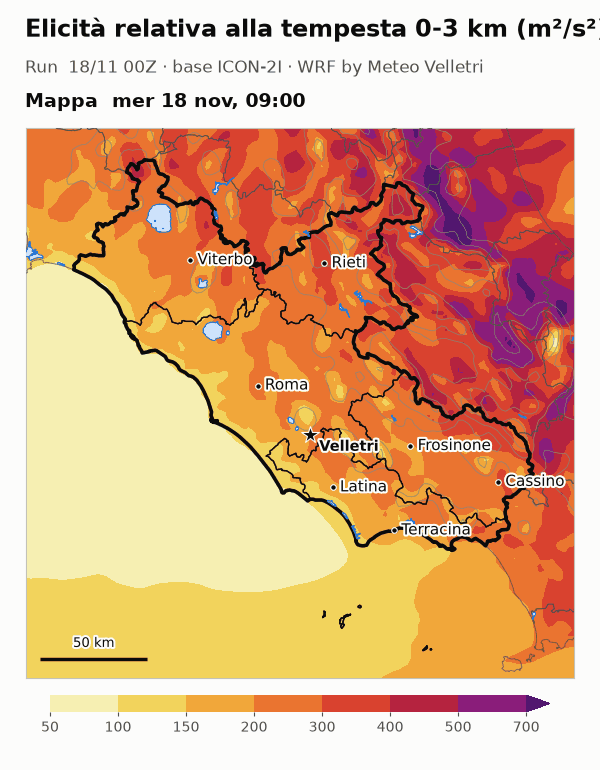 Elicità relativa alla tempesta 0-3 km (m²/s²)
Run  18/11 00Z · base ICON-2I · WRF by Meteo Velletri
Mappa  mer 18 nov, 09:00
Viterbo
Rieti
Roma
Velletri
Frosinone
Cassino
Latina
Terracina
50 km
50 100 150 200 300 400 500 700